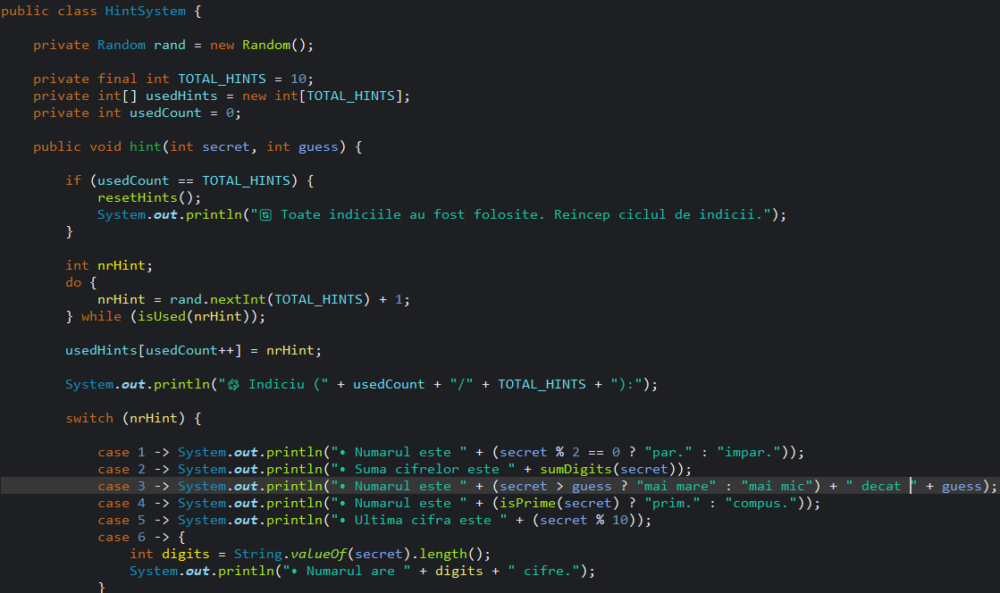 public class HintSystem {
private Random rand = new Random();
private final int TOTAL_HINTS = 10;
private int[] usedHints = new int[TOTAL_HINTS];
private int usedCount = 0;
public void hint(int secret, int guess) {
if (usedCount == TOTAL_HINTS) {
resetHints();
System.out.println("🔄 Toate indiciile au fost folosite. Reincep ciclul de indicii.");
}
int nrHint;
do {
nrHint = rand.nextInt(TOTAL_HINTS) + 1;
} while (isUsed(nrHint));
usedHints[usedCount++] = nrHint;
System.out.println("🧩 Indiciu (" + usedCount + "/" + TOTAL_HINTS + "):");
switch (nrHint) {
case 1 -> System.out.println("• Numarul este " + (secret % 2 == 0 ? "par." : "impar."));
case 2 -> System.out.println("• Suma cifrelor este " + sumDigits(secret));
case 3 -> System.out.println("• Numarul este " + (secret > guess ? "mai mare" : "mai mic") + " decat " + guess);
case 4 -> System.out.println("• Numarul este " + (isPrime(secret) ? "prim." : "compus."));
case 5 -> System.out.println("• Ultima cifra este " + (secret % 10));
case 6 -> {
int digits = String.valueOf(secret).length();
System.out.println("• Numarul are " + digits + " cifre.");
}